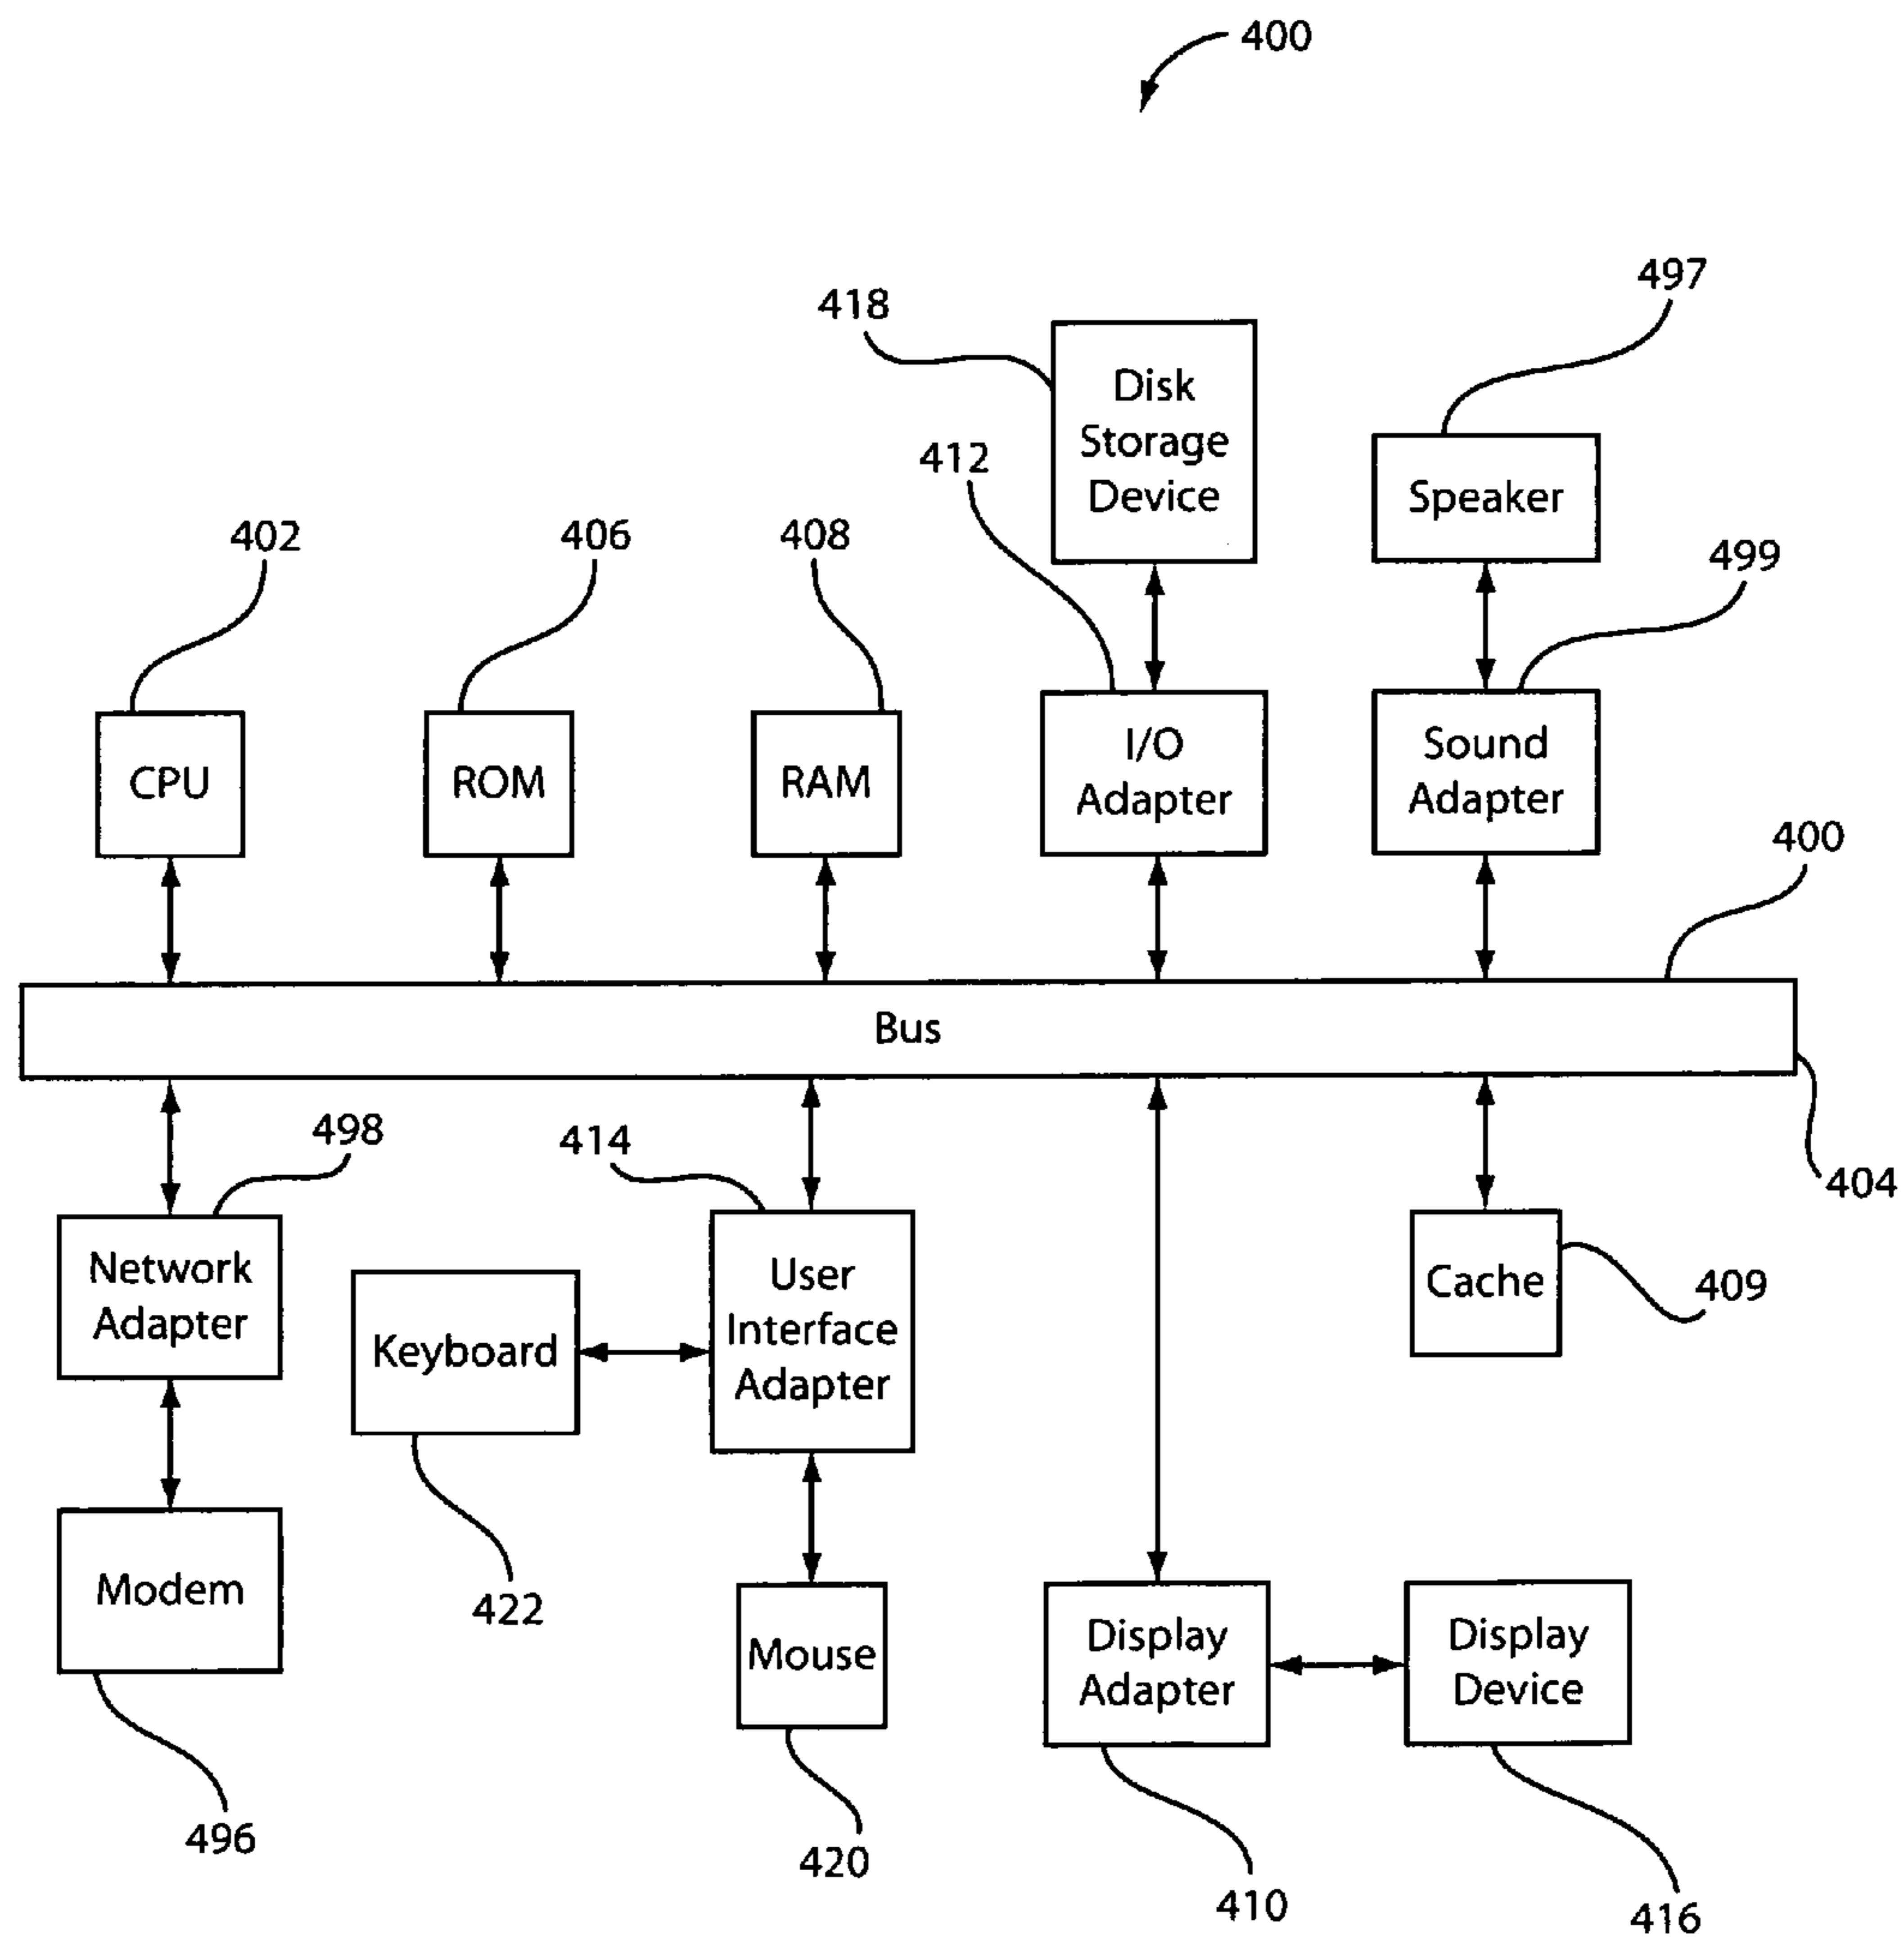 400
497
418
Disk
Storage
Device
412
Speaker
402
406
408
499
CPU
ROM
RAM
I/O
Adapter
Sound
Adapter
400
Bus
498
414
404
Network
Adapter
Keyboard
User
Interface
Adapter
Cache
409
Modem
422
Mouse
Display
Adapter
Display
Device
496
420
410
416